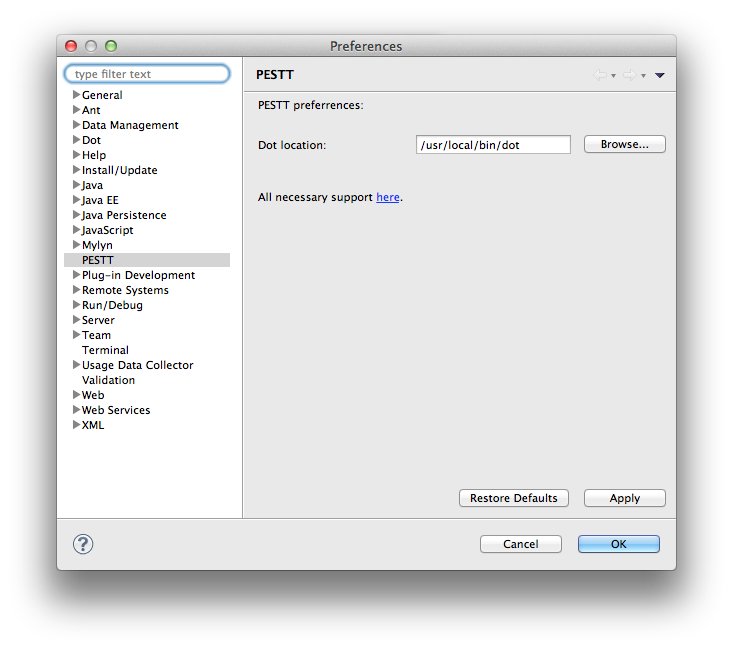 Preferences
type filter text
General
Ant
Data Management
Dot
Help
Install/Update
Java
Java EE
Java Persistence
JavaScript
Mylyn
PESTT
Plug-in Development
Remote Systems
Run/Debug
Server
Team
Terminal
Usage Data Collector
Validation
Web
Web Services
XML
PESTT
PESTT preferrences:
Dot location: /usr/local/bin/dot Browse...
All necessary support here.
Restore Defaults Apply
? Cancel OK